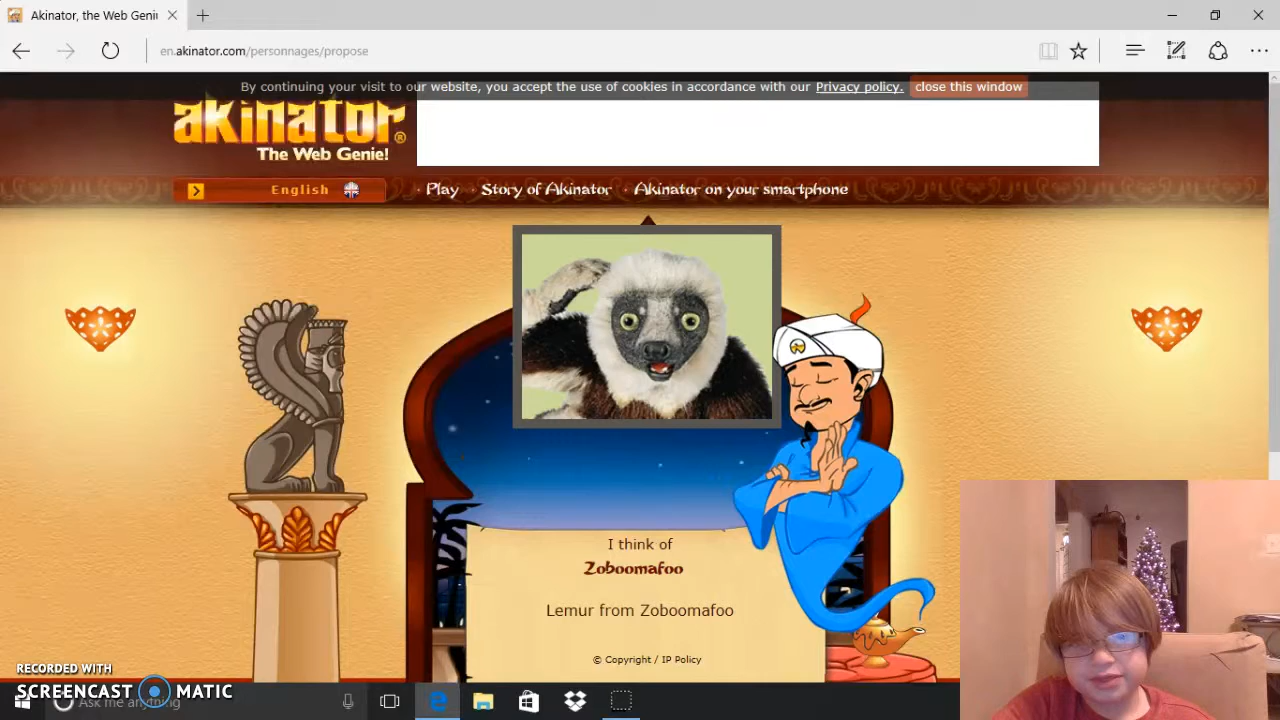 Akinator, the Web Geni
en.akinator.com/personnages/propose
By continuing your visit to our website, you accept the use of cookies in accordance with our Privacy policy. close this window
akinator®
The Web Genie!
English
· Play · Story of Akinator · Akinator on your smartphone
I think of
Zoboomafoo
Lemur from Zoboomafoo
© Copyright / IP Policy
RECORDED WITH
SCREENCAST MATIC
Ask me anything